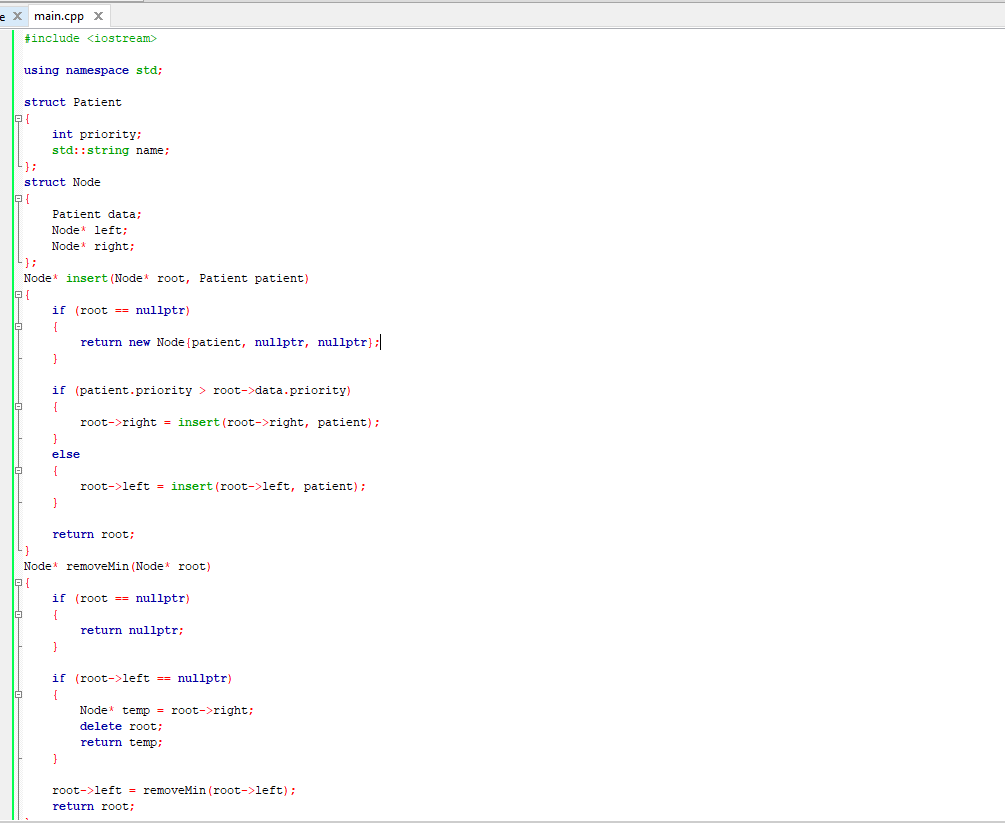 e main.cpp
#include <iostream>

using namespace std;

struct Patient
{
    int priority;
    std::string name;
};
struct Node
{
    Patient data;
    Node* left;
    Node* right;
};
Node* insert(Node* root, Patient patient)
{
    if (root == nullptr)
    {
        return new Node{patient, nullptr, nullptr};
    }

    if (patient.priority > root->data.priority)
    {
        root->right = insert(root->right, patient);
    }
    else
    {
        root->left = insert(root->left, patient);
    }

    return root;
}
Node* removeMin(Node* root)
{
    if (root == nullptr)
    {
        return nullptr;
    }

    if (root->left == nullptr)
    {
        Node* temp = root->right;
        delete root;
        return temp;
    }

    root->left = removeMin(root->left);
    return root;